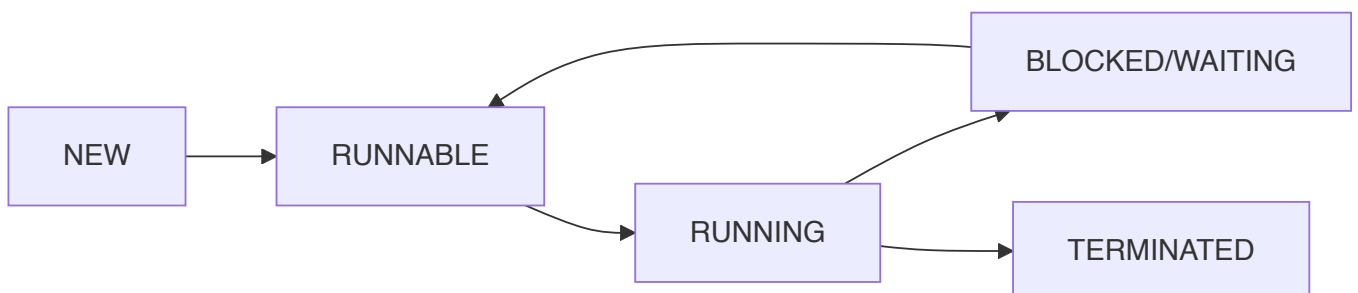 NEW
RUNNABLE
RUNNING
BLOCKED/WAITING
TERMINATED